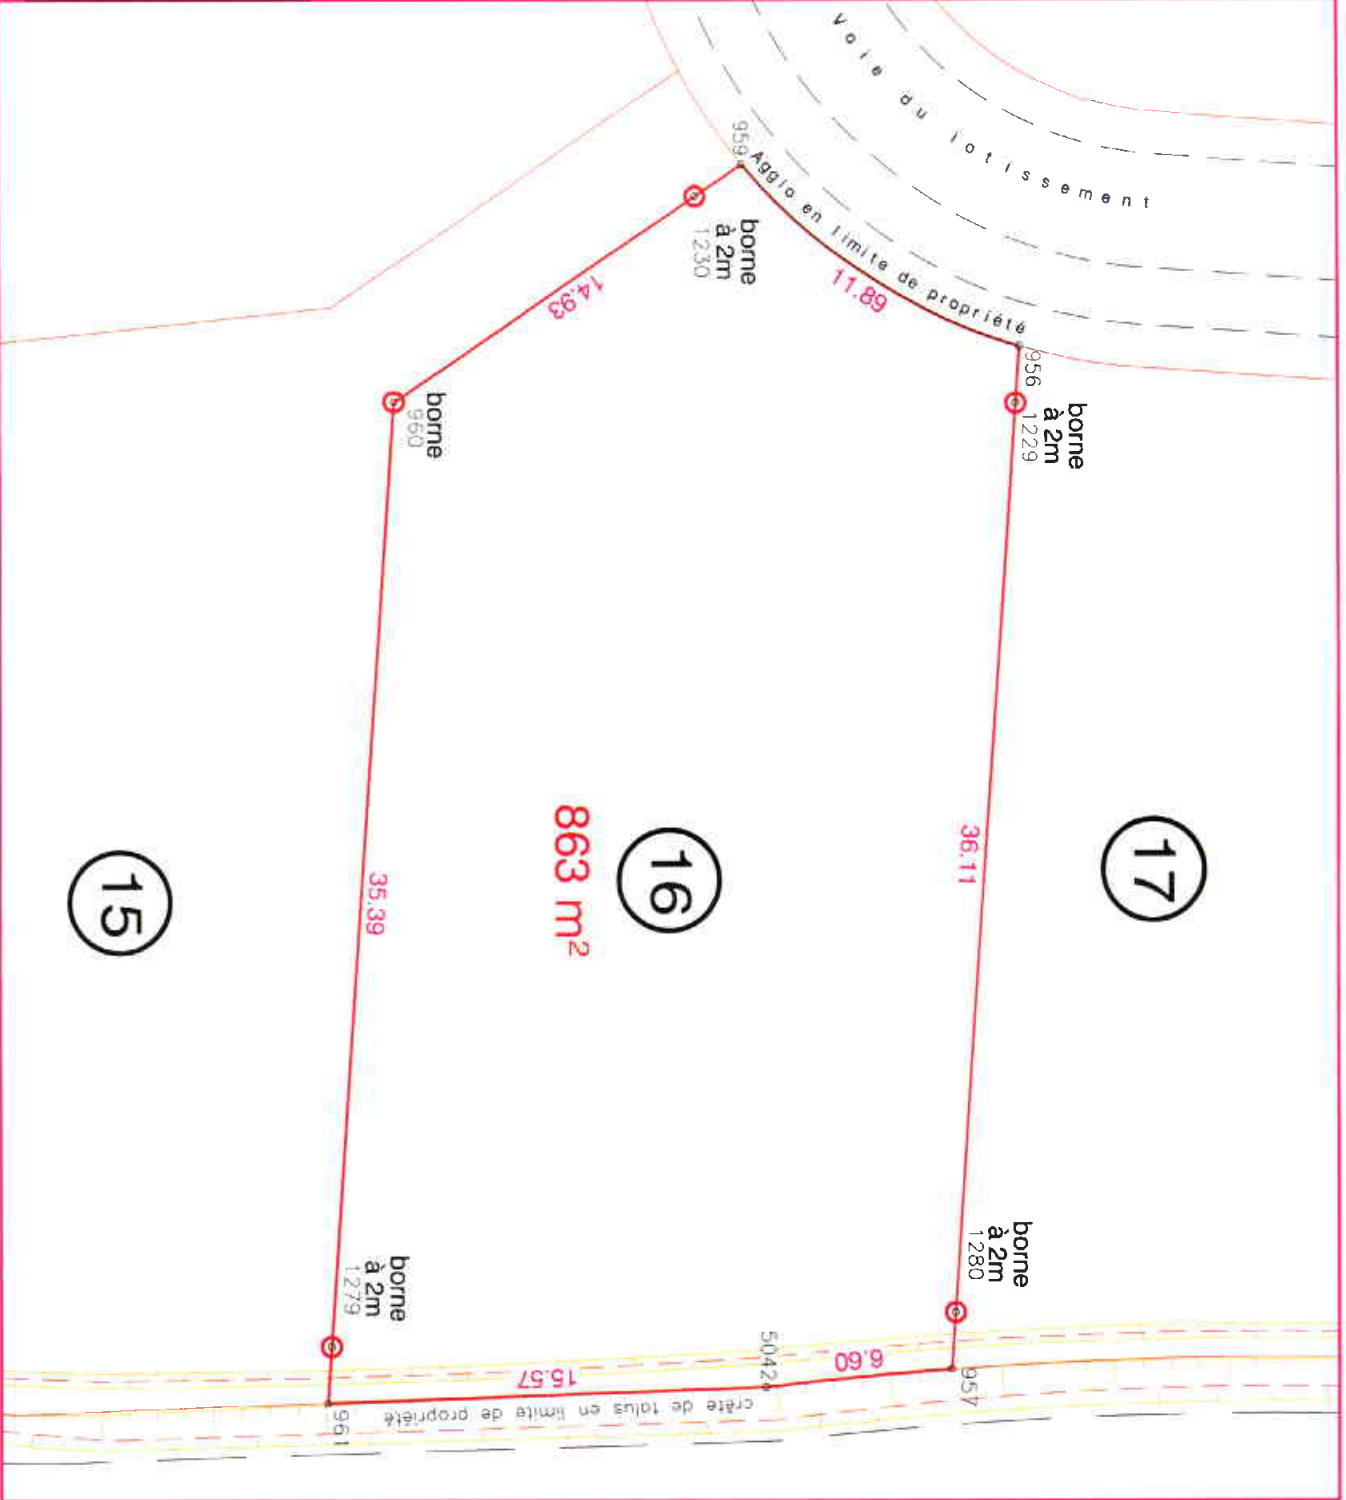 Voie du lotissement
Agglo en limite de propriété
959
956
11.89
borne
à 2m
1230
borne
à 2m
1229
14.93
borne
960
36.11
35.39
17
16
863 m²
15
borne
à 2m
1280
borne
à 2m
1279
5042
6.60
957
15.57
crête de talus en limite de propriété
961